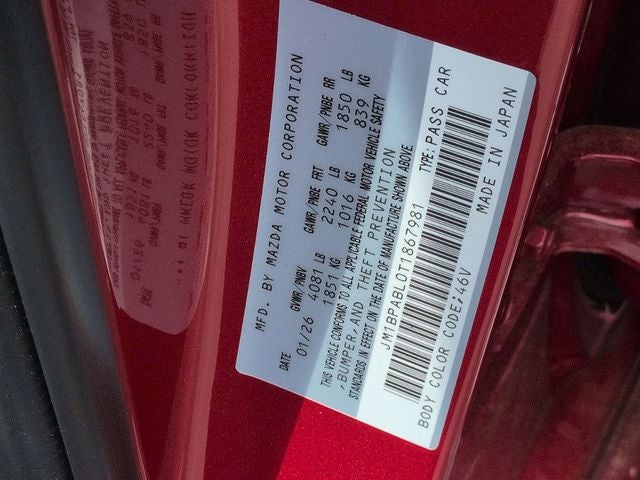 MFD. BY MAZDA MOTOR CORPORATION
DATE GVWR/PNBV GAWR/PNBE FRT GAWR/PNBE RR
01/26 4081 LB 2240 LB 1850 LB
1851 KG 1016 KG 839 KG
THIS VEHICLE CONFORMS TO ALL APPLICABLE FEDERAL MOTOR VEHICLE SAFETY
, BUMPER, AND THEFT PREVENTION
STANDARDS IN EFFECT ON THE DATE OF MANUFACTURE SHOWN ABOVE
JM1BPABL0T1867981 TYPE: PASS CAR
BODY COLOR CODE:46V MADE IN JAPAN